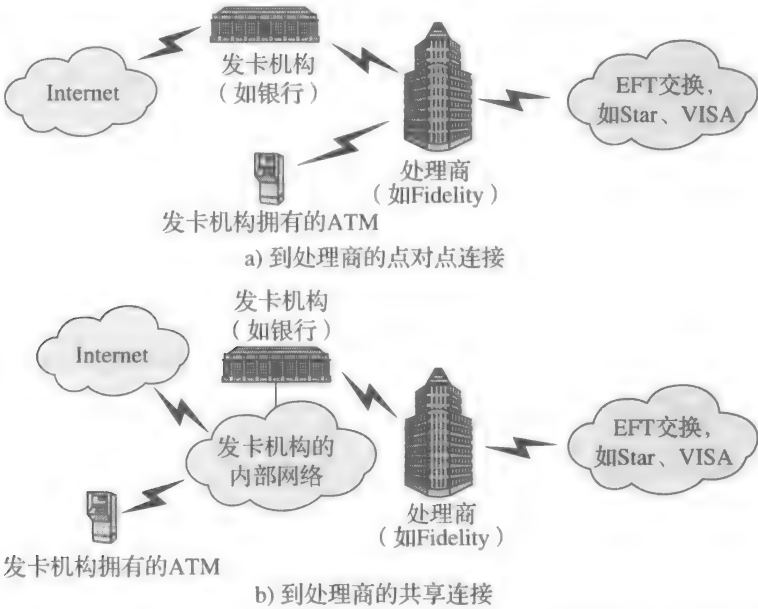 Internet
发卡机构
（如银行）
处理商
（如Fidelity）
EFT交换，
如Star、VISA
发卡机构拥有的ATM
a) 到处理商的点对点连接
发卡机构
（如银行）
Internet
发卡机构的
内部网络
EFT交换，
如Star、VISA
处理商
（如Fidelity）
发卡机构拥有的ATM
b) 到处理商的共享连接